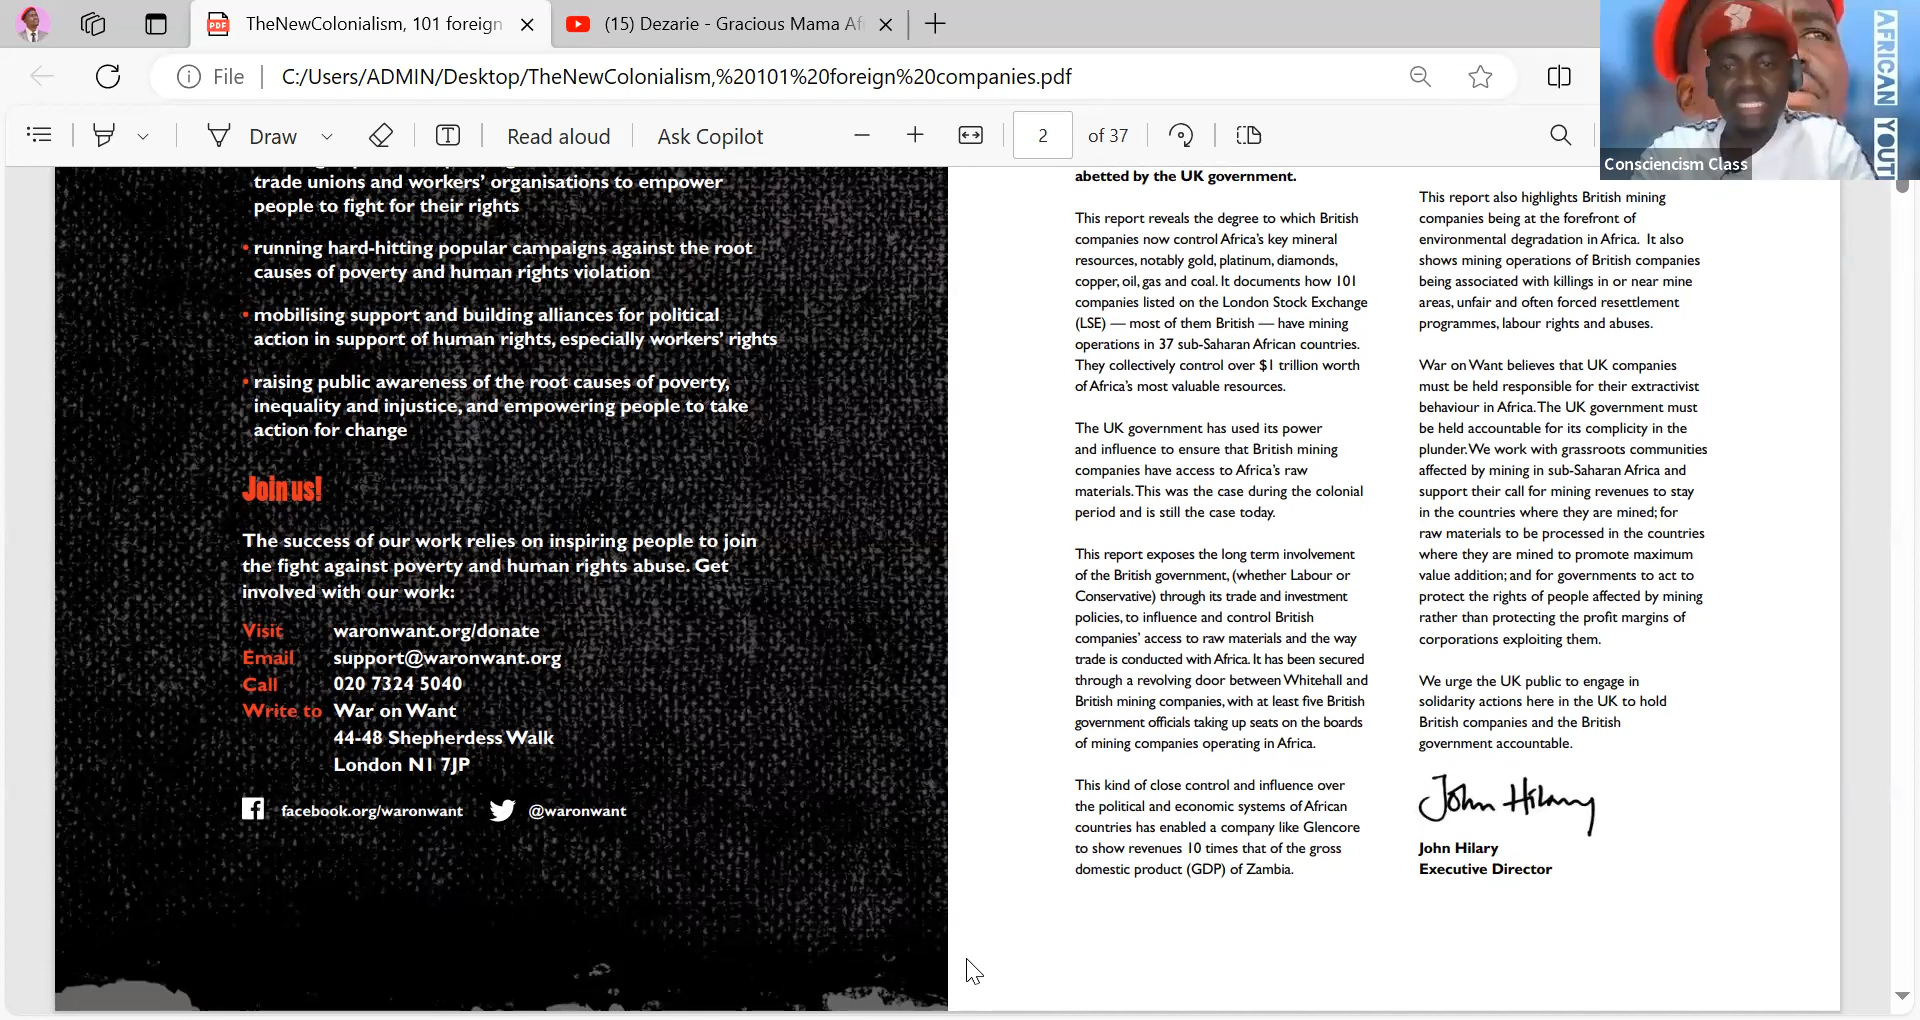 TheNewColonialism, 101 foreign
(15) Dezarie - Gracious Mama Af
File
C:/Users/ADMIN/Desktop/TheNewColonialism,%20101%20foreign%20companies.pdf
Draw
Read aloud
Ask Copilot
2
of 37
AFRICAN YOUT
Consciencism Class
trade unions and workers’ organisations to empower
people to fight for their rights
• running hard-hitting popular campaigns against the root
causes of poverty and human rights violation
• mobilising support and building alliances for political
action in support of human rights, especially workers’ rights
• raising public awareness of the root causes of poverty,
inequality and injustice, and empowering people to take
action for change
Join us!
The success of our work relies on inspiring people to join
the fight against poverty and human rights abuse. Get
involved with our work:
Visit waronwant.org/donate
Email support@waronwant.org
Call 020 7324 5040
Write to War on Want
44-48 Shepherdess Walk
London N1 7JP
facebook.org/waronwant @waronwant
abetted by the UK government.
This report reveals the degree to which British
companies now control Africa’s key mineral
resources, notably gold, platinum, diamonds,
copper, oil, gas and coal. It documents how 101
companies listed on the London Stock Exchange
(LSE) — most of them British — have mining
operations in 37 sub-Saharan African countries.
They collectively control over $1 trillion worth
of Africa’s most valuable resources.
The UK government has used its power
and influence to ensure that British mining
companies have access to Africa’s raw
materials. This was the case during the colonial
period and is still the case today.
This report exposes the long term involvement
of the British government, (whether Labour or
Conservative) through its trade and investment
policies, to influence and control British
companies’ access to raw materials and the way
trade is conducted with Africa. It has been secured
through a revolving door between Whitehall and
British mining companies, with at least five British
government officials taking up seats on the boards
of mining companies operating in Africa.
This kind of close control and influence over
the political and economic systems of African
countries has enabled a company like Glencore
to show revenues 10 times that of the gross
domestic product (GDP) of Zambia.
This report also highlights British mining
companies being at the forefront of
environmental degradation in Africa. It also
shows mining operations of British companies
being associated with killings in or near mine
areas, unfair and often forced resettlement
programmes, labour rights and abuses.
War on Want believes that UK companies
must be held responsible for their extractivist
behaviour in Africa. The UK government must
be held accountable for its complicity in the
plunder. We work with grassroots communities
affected by mining in sub-Saharan Africa and
support their call for mining revenues to stay
in the countries where they are mined; for
raw materials to be processed in the countries
where they are mined to promote maximum
value addition; and for governments to act to
protect the rights of people affected by mining
rather than protecting the profit margins of
corporations exploiting them.
We urge the UK public to engage in
solidarity actions here in the UK to hold
British companies and the British
government accountable.
John Hilary
John Hilary
Executive Director